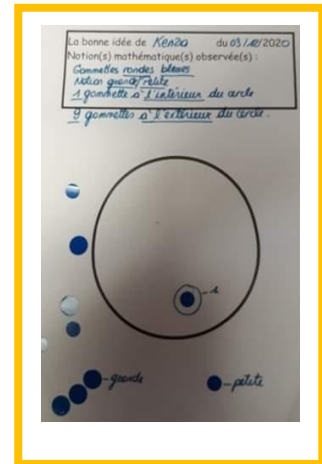 La bonne idée de Kenzo du 03/12/2020
Notion(s) mathématique(s) observée(s) :
Gommettes rondes bleues
Notion grand/petite
1 gommette à l'intérieur du cercle
9 gommettes à l'extérieur du cercle.
1
grande
petite